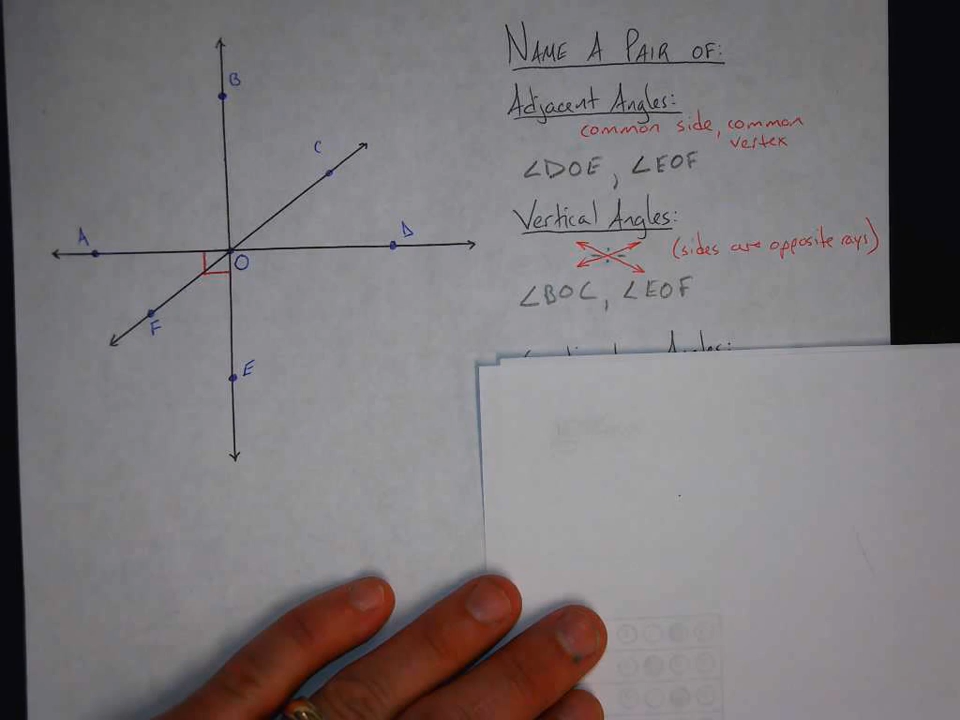 NAME A PAIR OF:
Adjacent Angles:
common side, common
vertex
∠DOE, ∠EOF
Vertical Angles:
(sides are opposite rays)
∠BOC, ∠EOF
Angles:
B
C
A
D
O
F
E